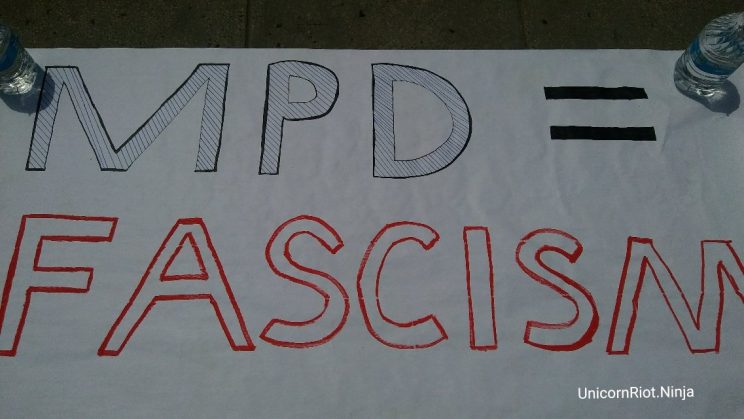 MPD =
FASCISM
UnicornRiot.Ninja